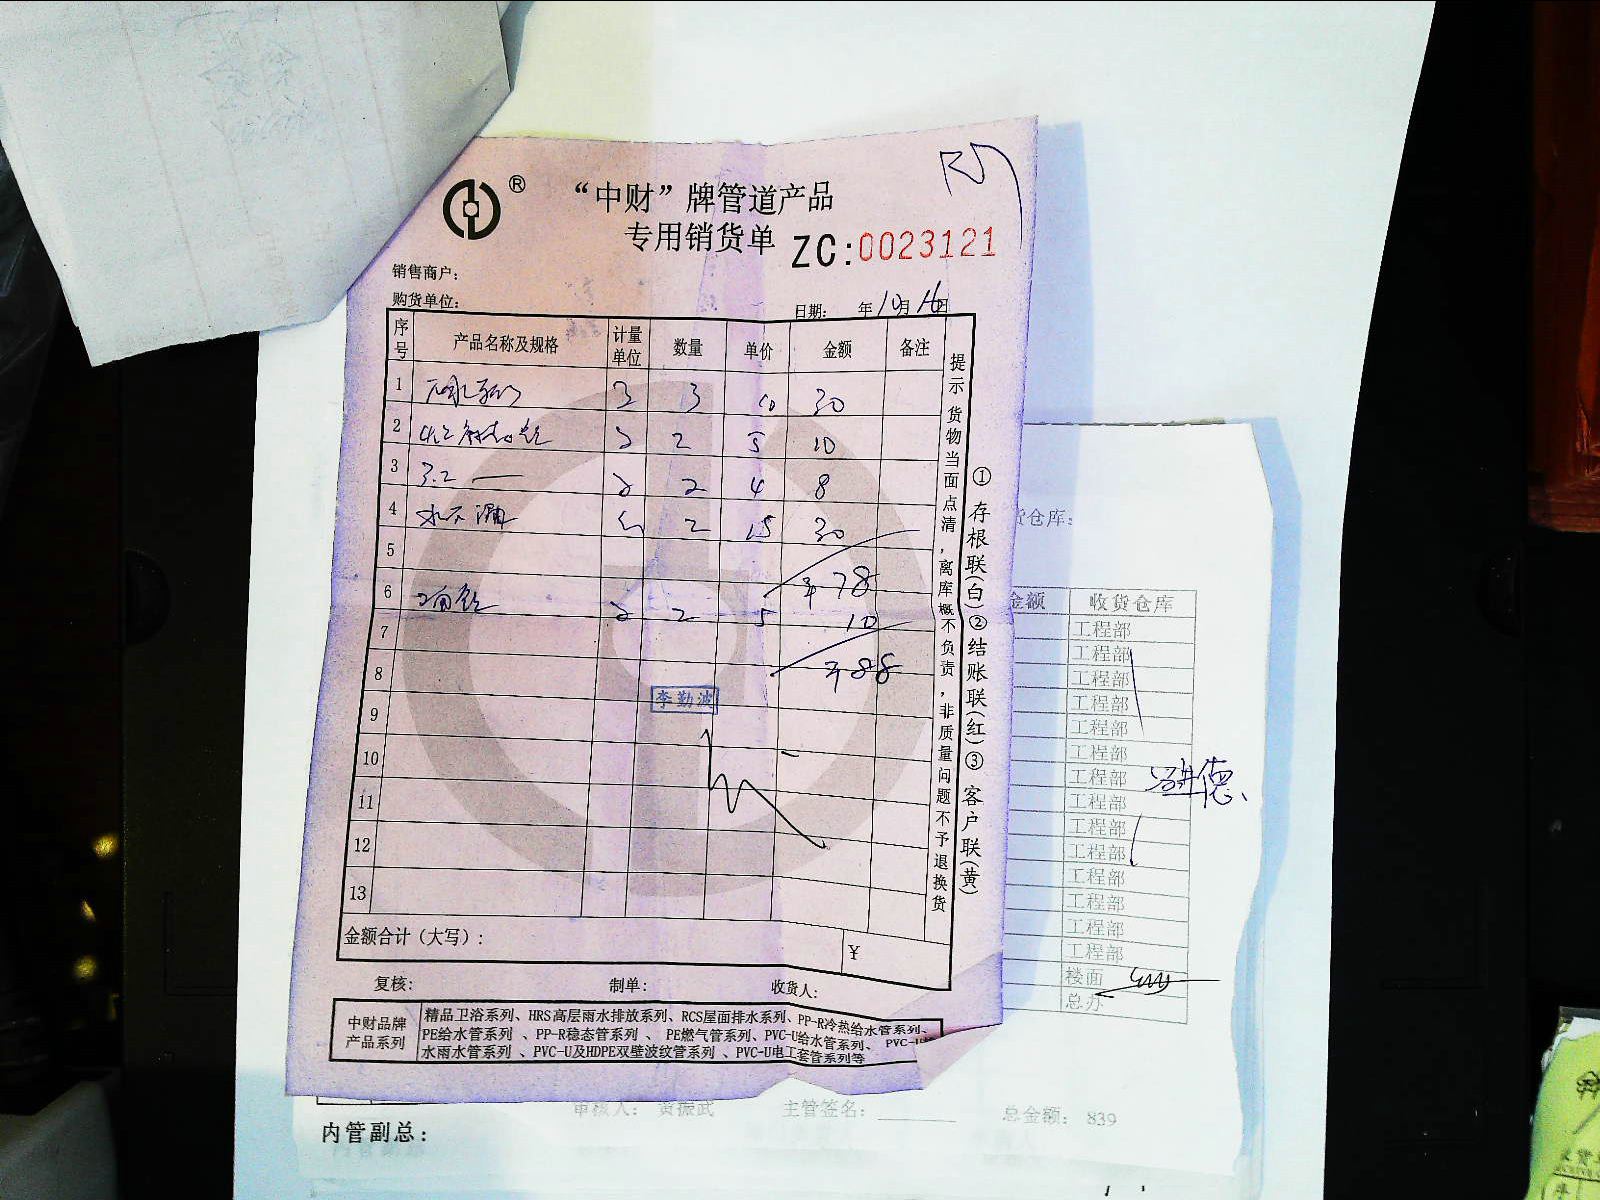 ®
“中财”牌管道产品
专用销货单 ZC:0023121
销售商户:
购货单位: 日期: 年10月16日
序号 产品名称及规格 计量单位 数量 单价 金额 备注
1 3 10 30
2 2 5 10
3 3.2 — 2 4 8
4 水不漏 2 15 30
5 78
6 2 5 10
7
8 88
李勤波
9
10
11
12
13
金额合计(大写): ¥
复核: 制单: 收货人:
中财品牌产品系列
精品卫浴系列、HRS高层雨水排放系列、RCS屋面排水系列、PP-R冷热给水管系列、
PE给水管系列、PP-R稳态管系列、PE燃气管系列、PVC-U给水管系列、PVC-U
水雨水管系列、PVC-U及HDPE双壁波纹管系列、PVC-U电工套管系列等
提示 货物当面点清,离库概不负责,非质量问题不予退换货
①存根联(白)②结账联(红)③客户联(黄)
货仓库:
金额 收货仓库
工程部
工程部
工程部
工程部
工程部
工程部
工程部
工程部
工程部
工程部
工程部
工程部
工程部
工程部
楼面
总办
审核人: 黄振武 主管签名: 总金额: 839
内管副总: